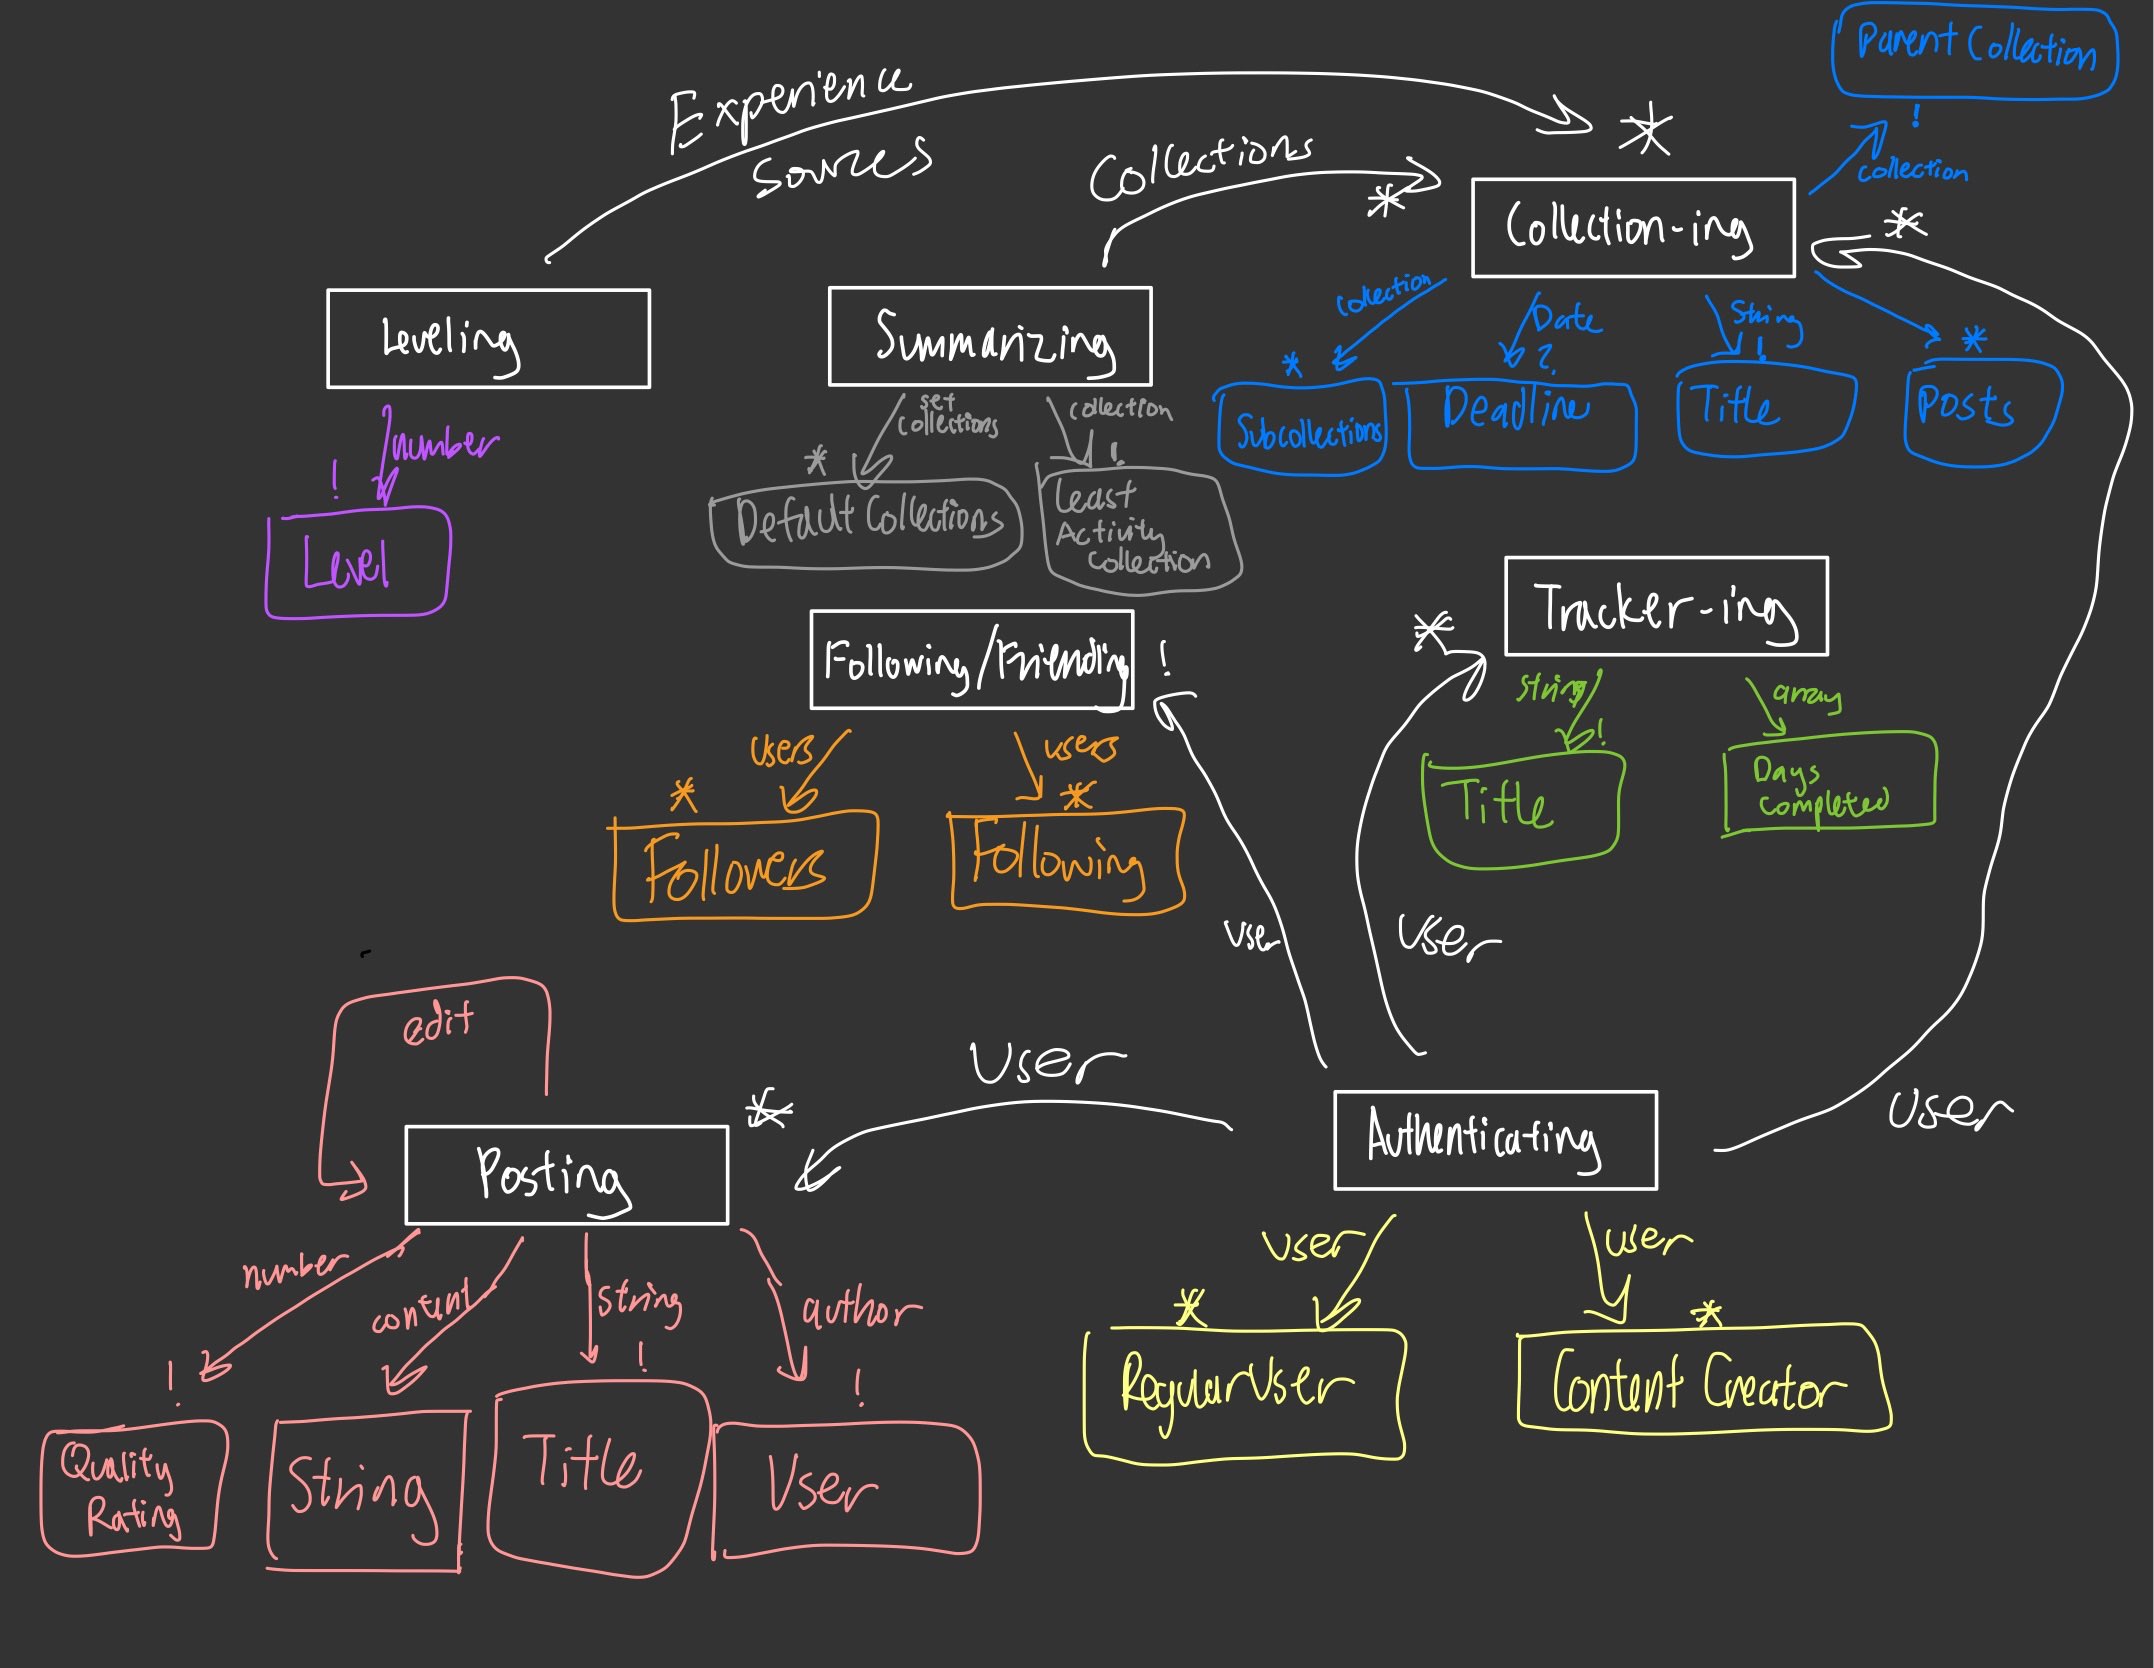 Parent Collection
!
collection
Experience
sources
*
Collections
*
Collection-ing
*
collection
*
Subcollections
Date
?
Deadline
String
!
Title
*
Posts
Leveling
number
!
Level
Summarizing
set
collections
*
Default Collections
collection
!
Least
Activity
Collection
Following/Friending
!
users
*
Followers
users
*
Following
Tracker-ing
*
string
!
Title
array
Days
completed
user
User
User
User
edit
Posting
*
number
!
Quality
Rating
content
String
string
!
Title
author
!
User
Authenticating
user
*
RegularUser
user
*
Content Creator